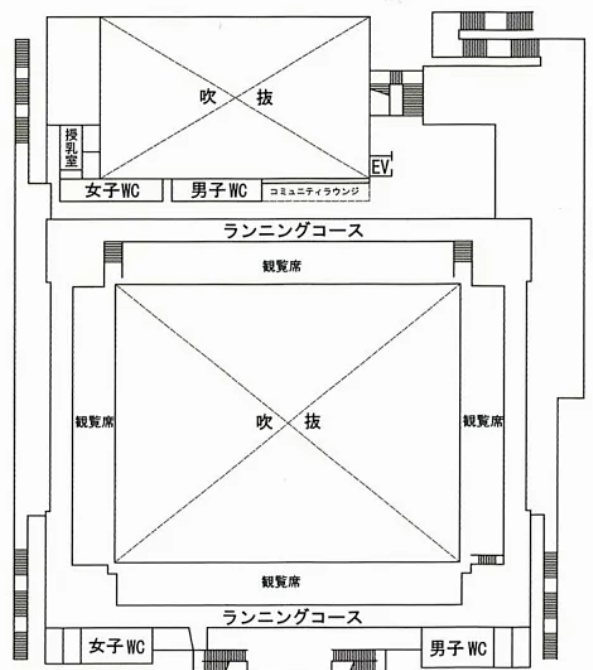 吹 抜
授乳室
EV
女子WC
男子WC
コミュニティラウンジ
ランニングコース
観覧席
観覧席
吹 抜
観覧席
観覧席
ランニングコース
女子WC
男子WC